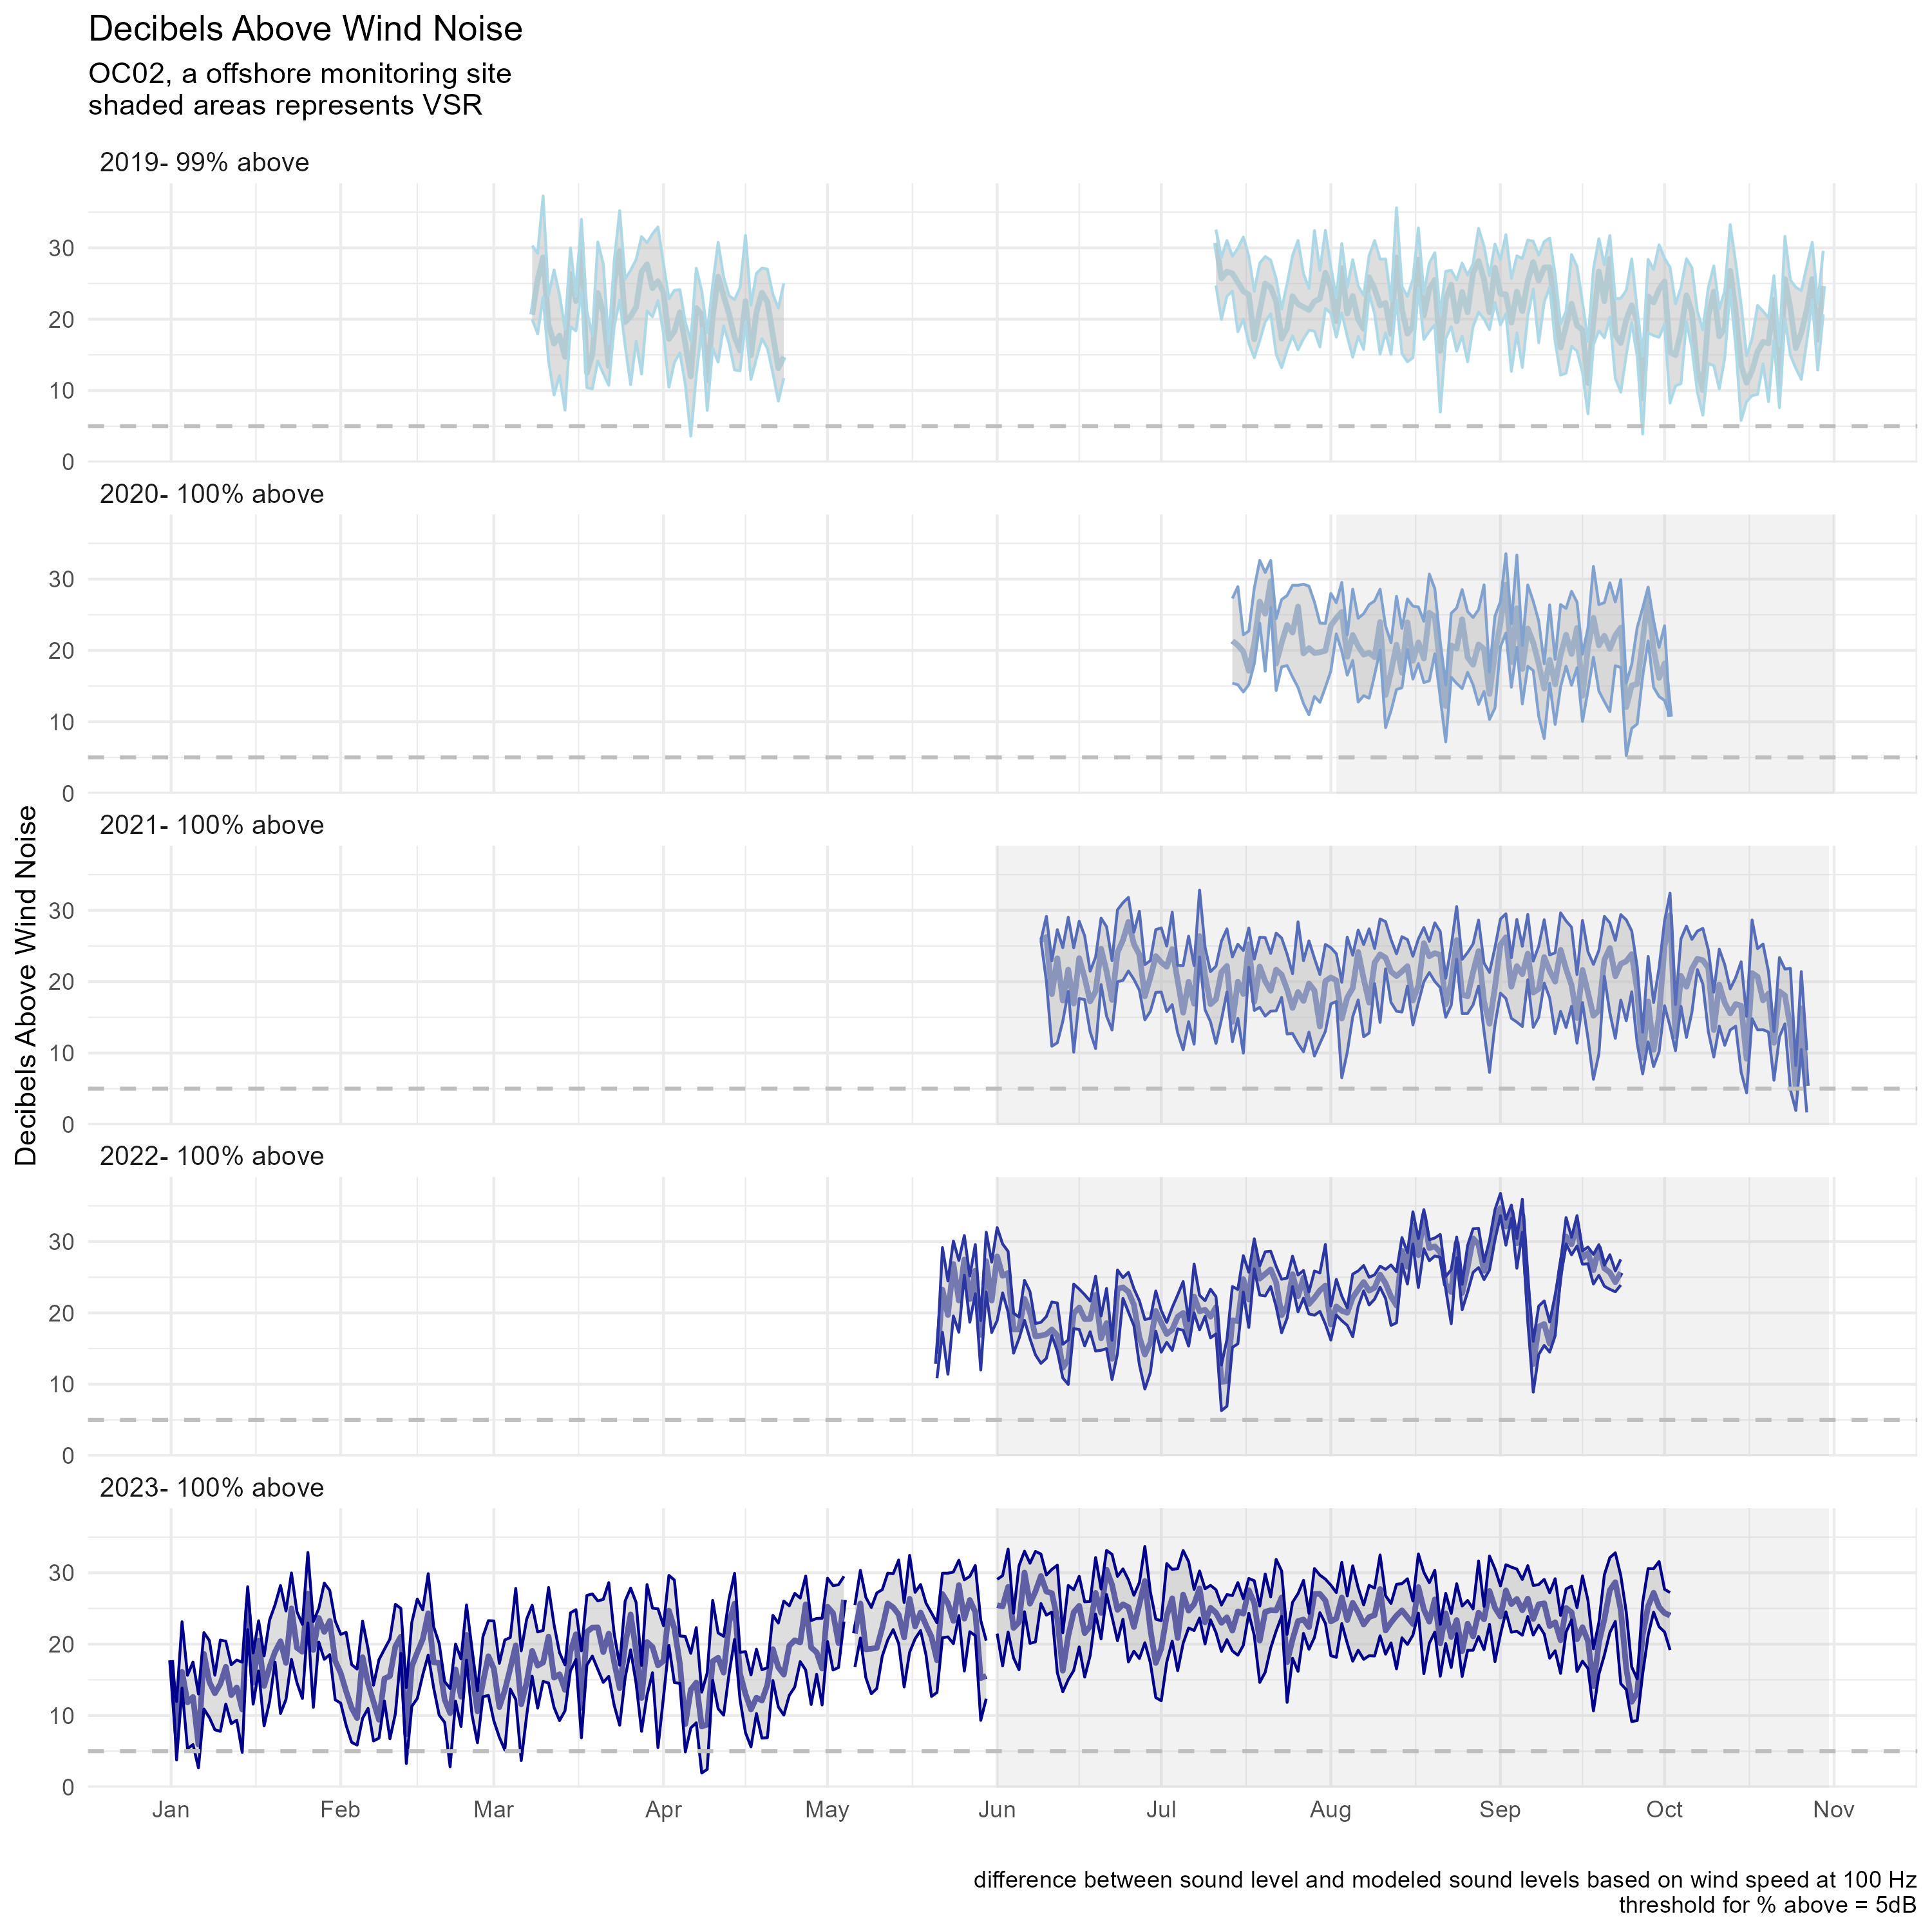 Decibels Above Wind Noise
OC02, a offshore monitoring site
shaded areas represents VSR
Decibels Above Wind Noise
2019- 99% above
30
20
10
0
2020- 100% above
30
20
10
0
2021- 100% above
30
20
10
0
2022- 100% above
30
20
10
0
2023- 100% above
30
20
10
0
Jan Feb Mar Apr May Jun Jul Aug Sep Oct Nov
difference between sound level and modeled sound levels based on wind speed at 100 Hz
threshold for % above = 5dB